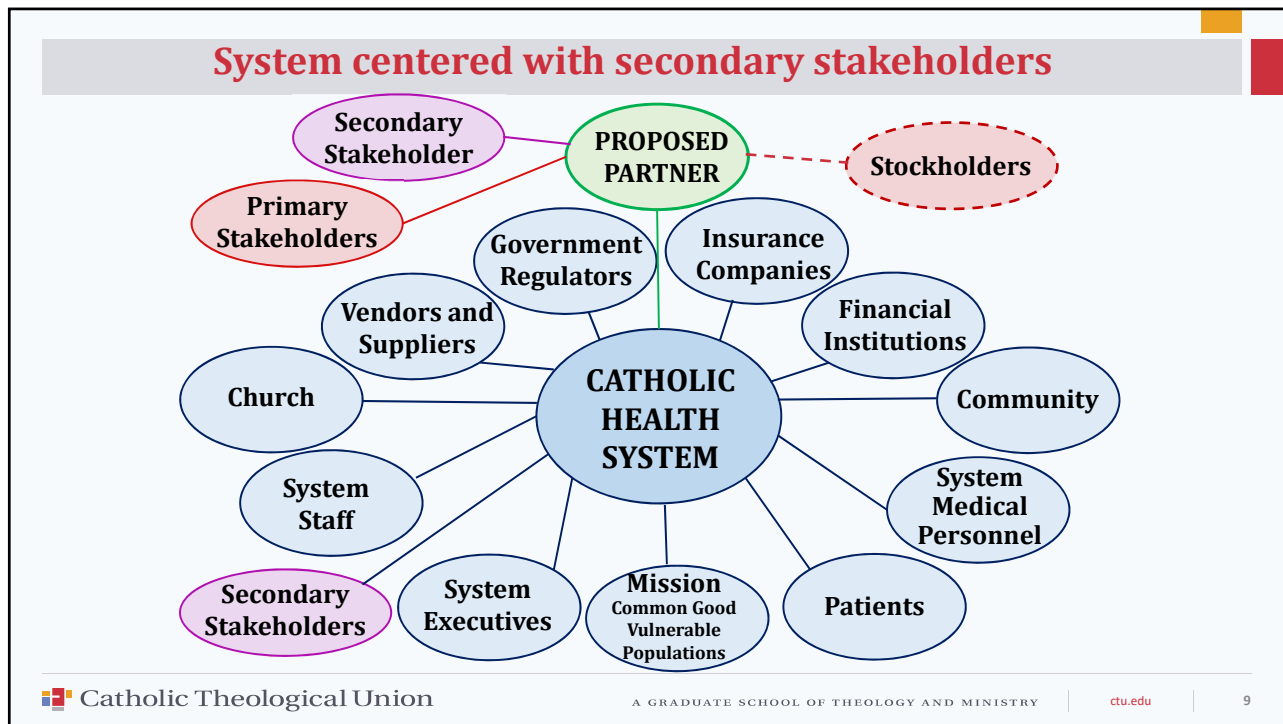 System centered with secondary stakeholders
Secondary
Stakeholder
PROPOSED
PARTNER
Stockholders
Primary
Stakeholders
Government
Regulators
Insurance
Companies
Vendors and
Suppliers
Financial
Institutions
Church
CATHOLIC
HEALTH
SYSTEM
Community
System
Staff
System
Medical
Personnel
Secondary
Stakeholders
System
Executives
Mission
Common Good
Vulnerable
Populations
Patients
Catholic Theological Union
A GRADUATE SCHOOL OF THEOLOGY AND MINISTRY
ctu.edu
9